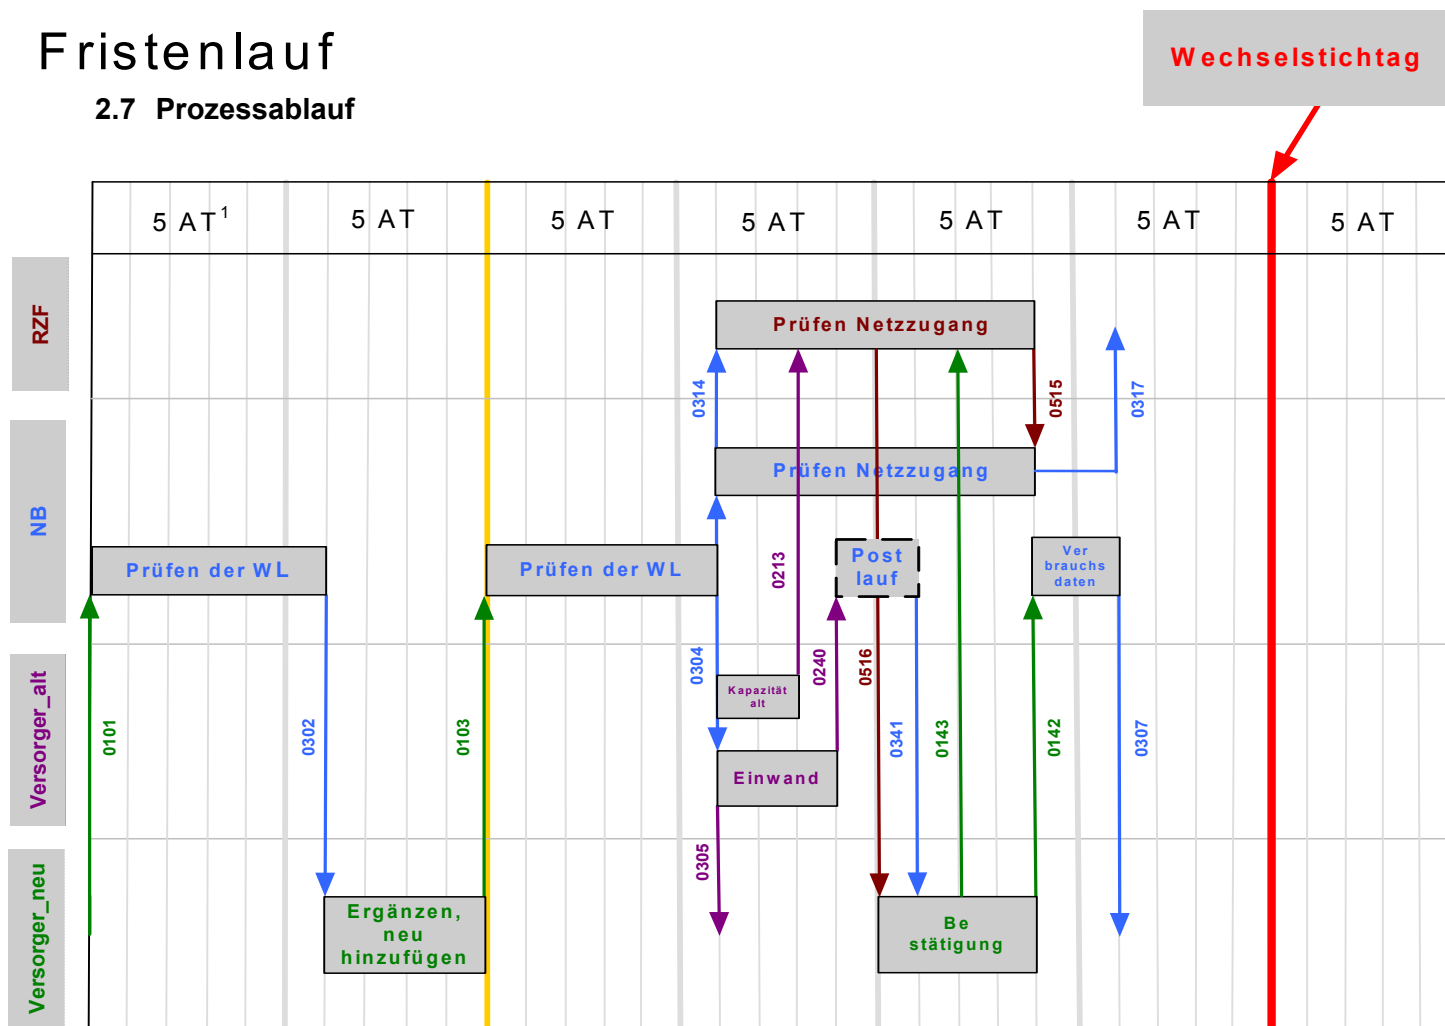 Fristenlauf
Wechselstichtag
2.7 Prozessablauf
5 AT¹
5 AT
5 AT
5 AT
5 AT
5 AT
5 AT
RZF
Prüfen Netzzugang
0314
0515
0317
NB
Prüfen Netzzugang
Prüfen der WL
Prüfen der WL
0213
Post
lauf
Ver
brauchs
daten
Versorger_alt
0101
0302
0103
0304
Kapazität
alt
0240
0516
0341
0143
0142
0307
Einwand
0305
Versorger_neu
Ergänzen,
neu
hinzufügen
Be
stätigung